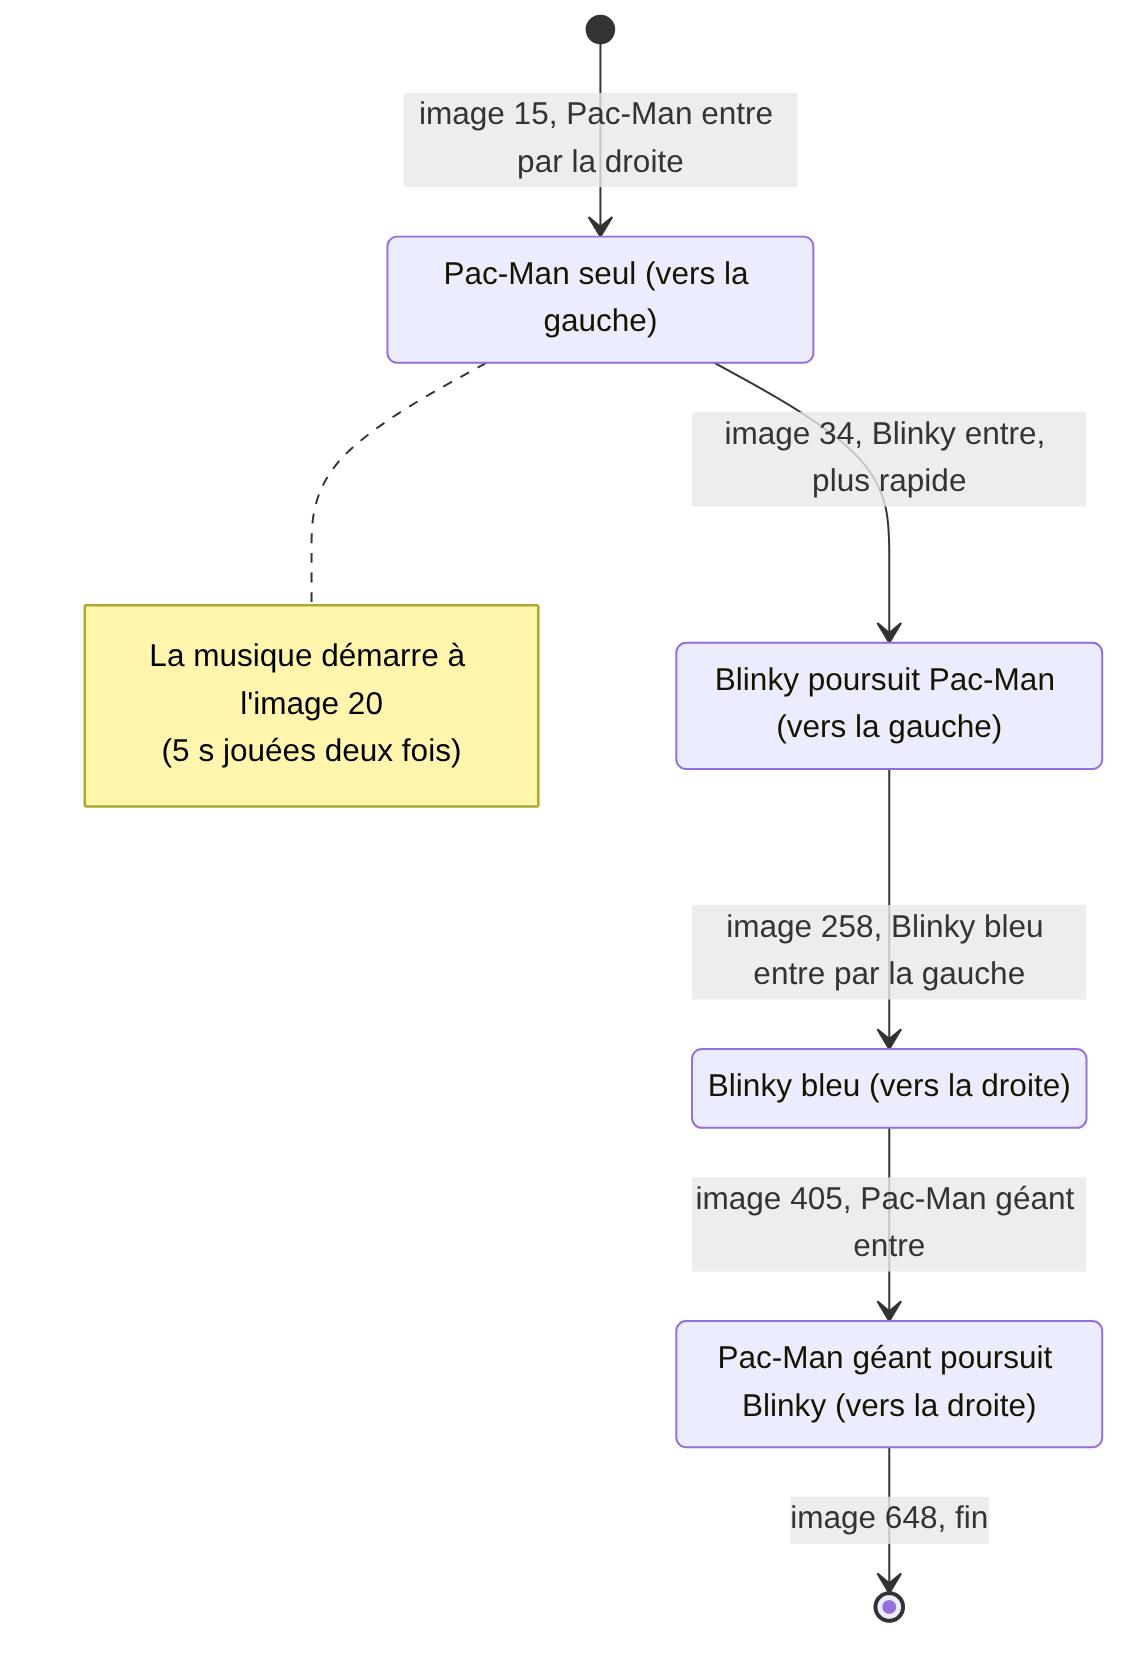 image 15, Pac-Man entre
par la droite
Pac-Man seul (vers la
gauche)
image 34, Blinky entre,
plus rapide
La musique démarre à
l'image 20
(5 s jouées deux fois)
Blinky poursuit Pac-Man
(vers la gauche)
image 258, Blinky bleu
entre par la gauche
Blinky bleu (vers la droite)
image 405, Pac-Man géant
entre
Pac-Man géant poursuit
Blinky (vers la droite)
image 648, fin